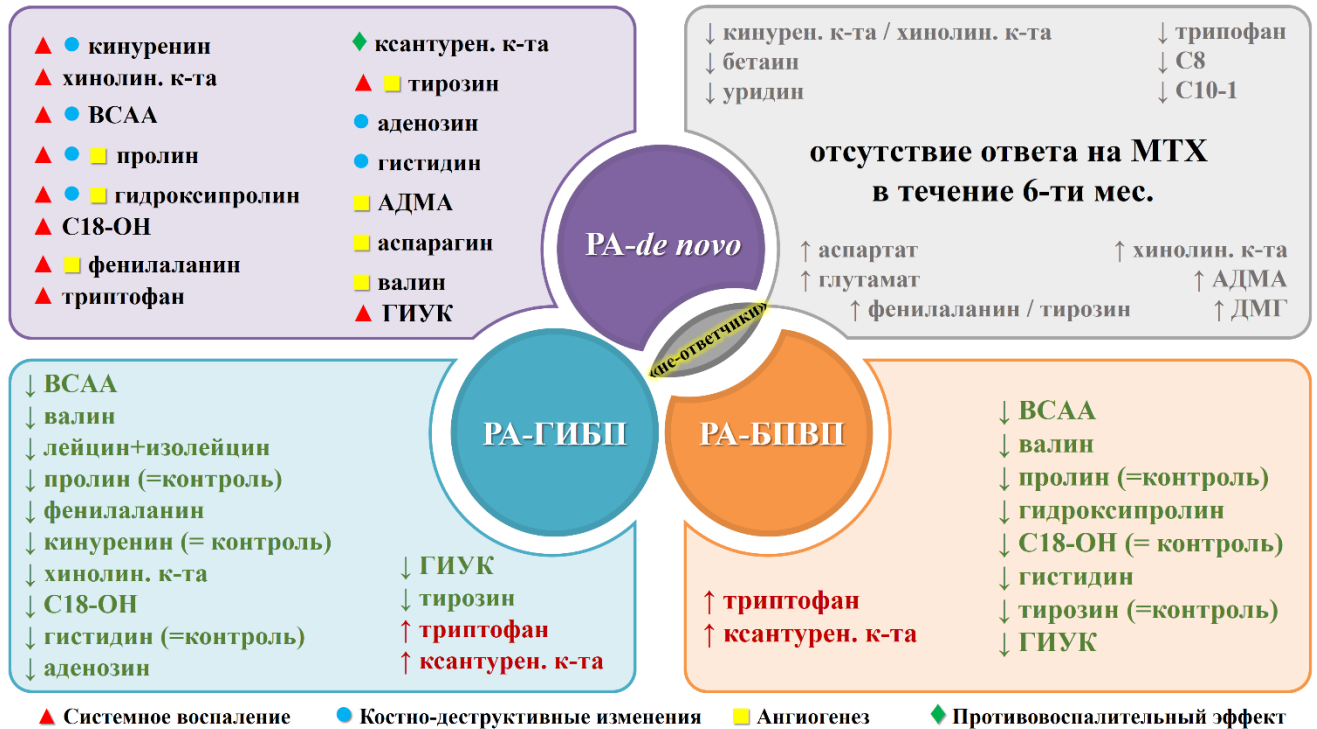 кинуренин
хинолин. к-та
BCAA
пролин
гидроксипролин
C18-OH
фенилаланин
триптофан
ксантурен. к-та
тирозин
аденозин
гистидин
АДМА
аспарагин
валин
ГИУК
↓ кинурен. к-та / хинолин. к-та
↓ бетаин
↓ уридин
↓ трипофан
↓ C8
↓ C10-1
отсутствие ответа на МТХ
в течение 6-ти мес.
↑ аспартат
↑ глутамат
↑ фенилаланин / тирозин
↑ хинолин. к-та
↑ АДМА
↑ ДМГ
РА-de novo
«не-ответчики»
РА-ГИБП
РА-БПВП
↓ BCAA
↓ валин
↓ лейцин+изолейцин
↓ пролин (=контроль)
↓ фенилаланин
↓ кинуренин (= контроль)
↓ хинолин. к-та
↓ C18-OH
↓ гистидин (=контроль)
↓ аденозин
↓ ГИУК
↓ тирозин
↑ триптофан
↑ ксантурен. к-та
↑ триптофан
↑ ксантурен. к-та
↓ BCAA
↓ валин
↓ пролин (=контроль)
↓ гидроксипролин
↓ C18-OH (= контроль)
↓ гистидин
↓ тирозин (=контроль)
↓ ГИУК
Системное воспаление
Костно-деструктивные изменения
Ангиогенез
Противовоспалительный эффект